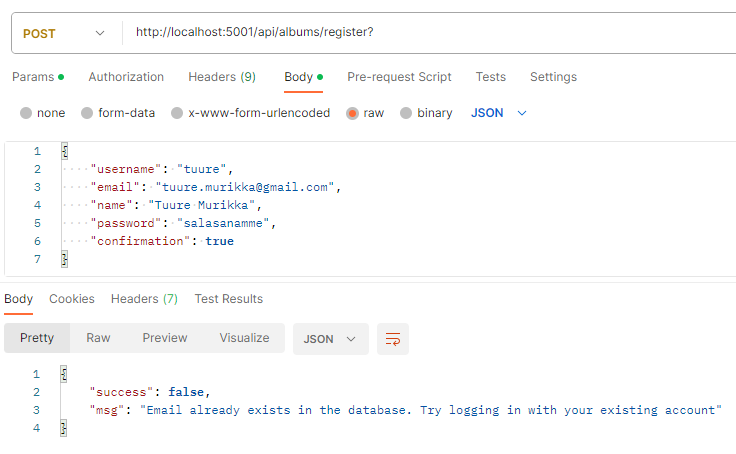 POST http://localhost:5001/api/albums/register?
Params Authorization Headers (9) Body Pre-request Script Tests Settings
none form-data x-www-form-urlencoded raw binary JSON
1 {
2 "username": "tuure",
3 "email": "tuure.murikka@gmail.com",
4 "name": "Tuure Murikka",
5 "password": "salasanamme",
6 "confirmation": true
7 }
Body Cookies Headers (7) Test Results
Pretty Raw Preview Visualize JSON
1 {
2 "success": false,
3 "msg": "Email already exists in the database. Try logging in with your existing account"
4 }